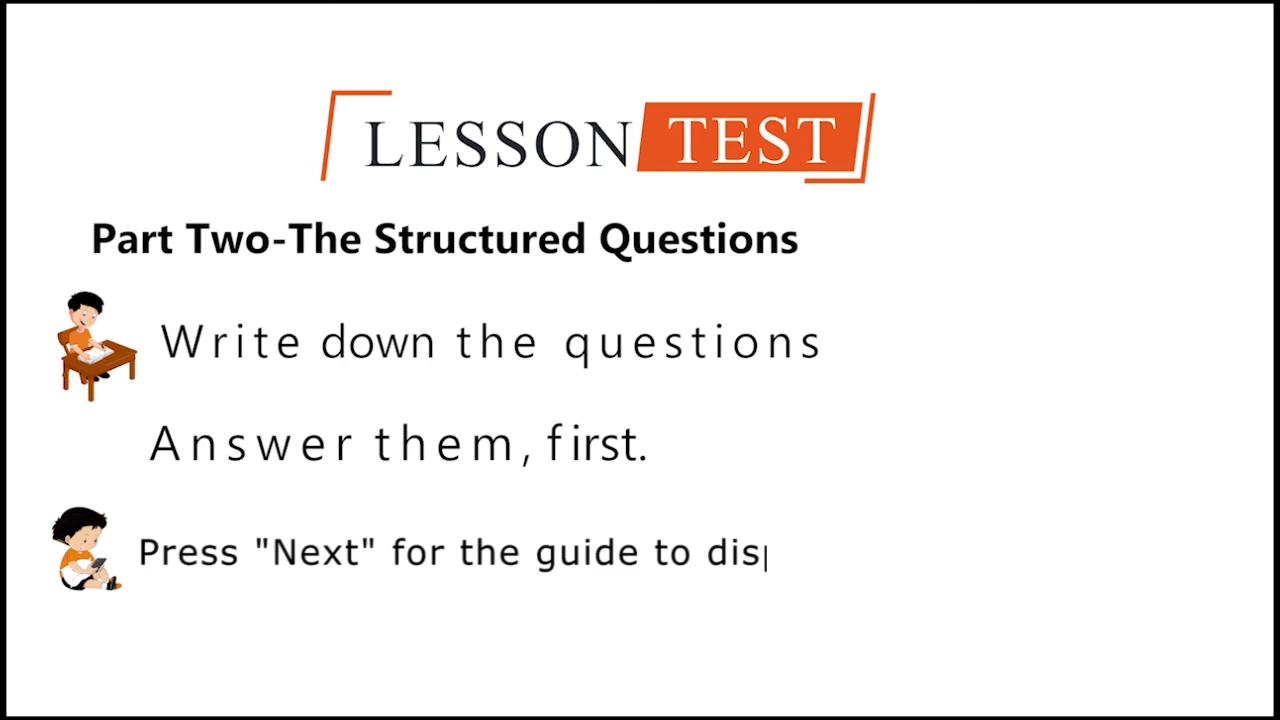 LESSON TEST
Part Two-The Structured Questions
Write down the questions
Answer them, first.
Press "Next" for the guide to dis